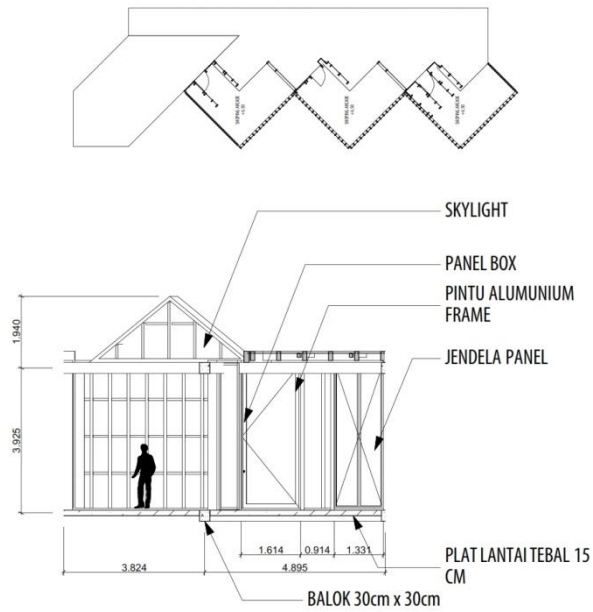 SKYLIGHT
PANEL BOX
PINTU ALUMUNIUM
FRAME
JENDELA PANEL
1.940
3.925
1.614
0.914
1.331
3.824
4.895
PLAT LANTAI TEBAL 15
CM
BALOK 30cm x 30cm